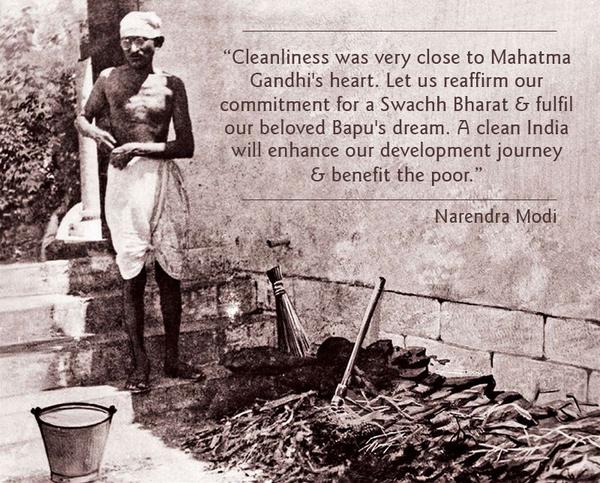 “Cleanliness was very close to Mahatma
Gandhi's heart. Let us reaffirm our
commitment for a Swachh Bharat & fulfil
our beloved Bapu's dream. A clean India
will enhance our development journey
& benefit the poor.”
Narendra Modi